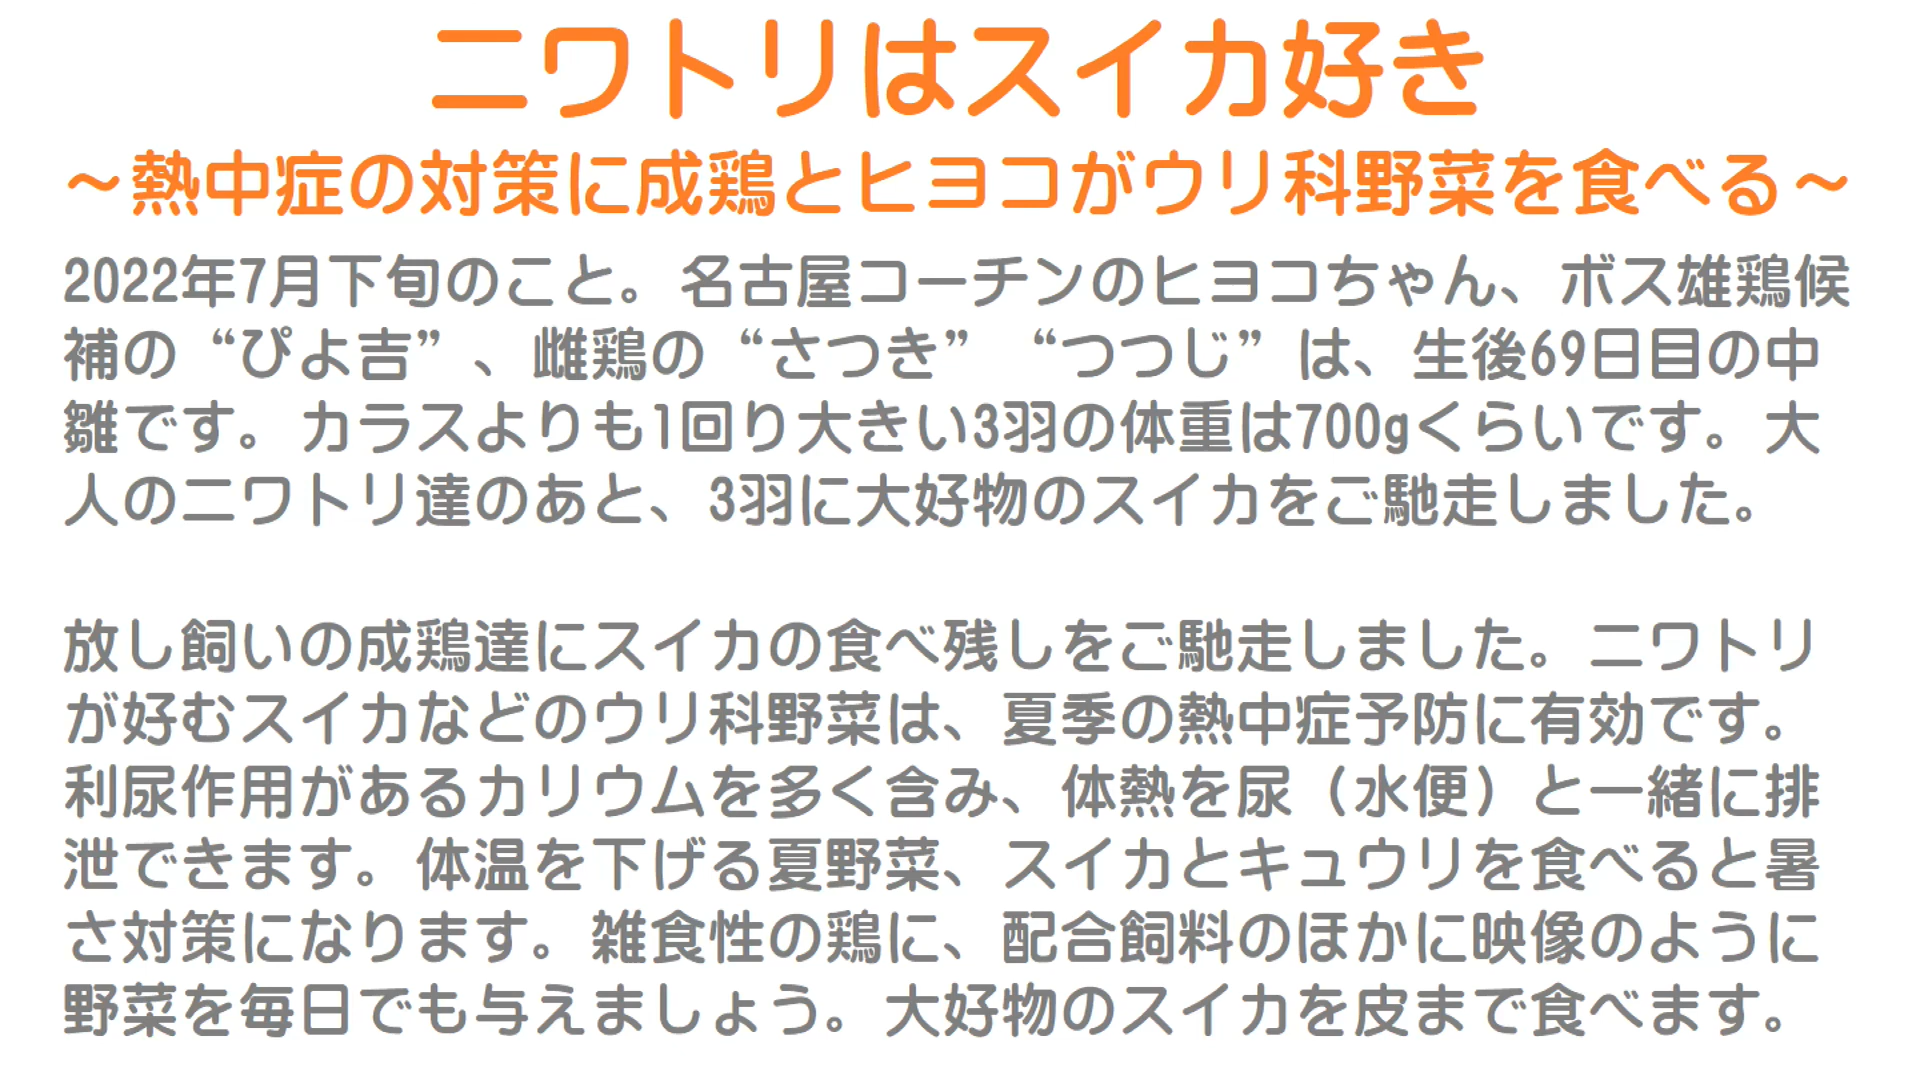 ニワトリはスイカ好き
～熱中症の対策に成鶏とヒヨコがウリ科野菜を食べる～
2022年7月下旬のこと。名古屋コーチンのヒヨコちゃん、ボス雄鶏候
補の“ぴよ吉”、雌鶏の“さつき”“つつじ”は、生後69日目の中
雛です。カラスよりも1回り大きい3羽の体重は700gくらいです。大
人のニワトリ達のあと、3羽に大好物のスイカをご馳走しました。
放し飼いの成鶏達にスイカの食べ残しをご馳走しました。ニワトリ
が好むスイカなどのウリ科野菜は、夏季の熱中症予防に有効です。
利尿作用があるカリウムを多く含み、体熱を尿（水便）と一緒に排
泄できます。体温を下げる夏野菜、スイカとキュウリを食べると暑
さ対策になります。雑食性の鶏に、配合飼料のほかに映像のように
野菜を毎日でも与えましょう。大好物のスイカを皮まで食べます。